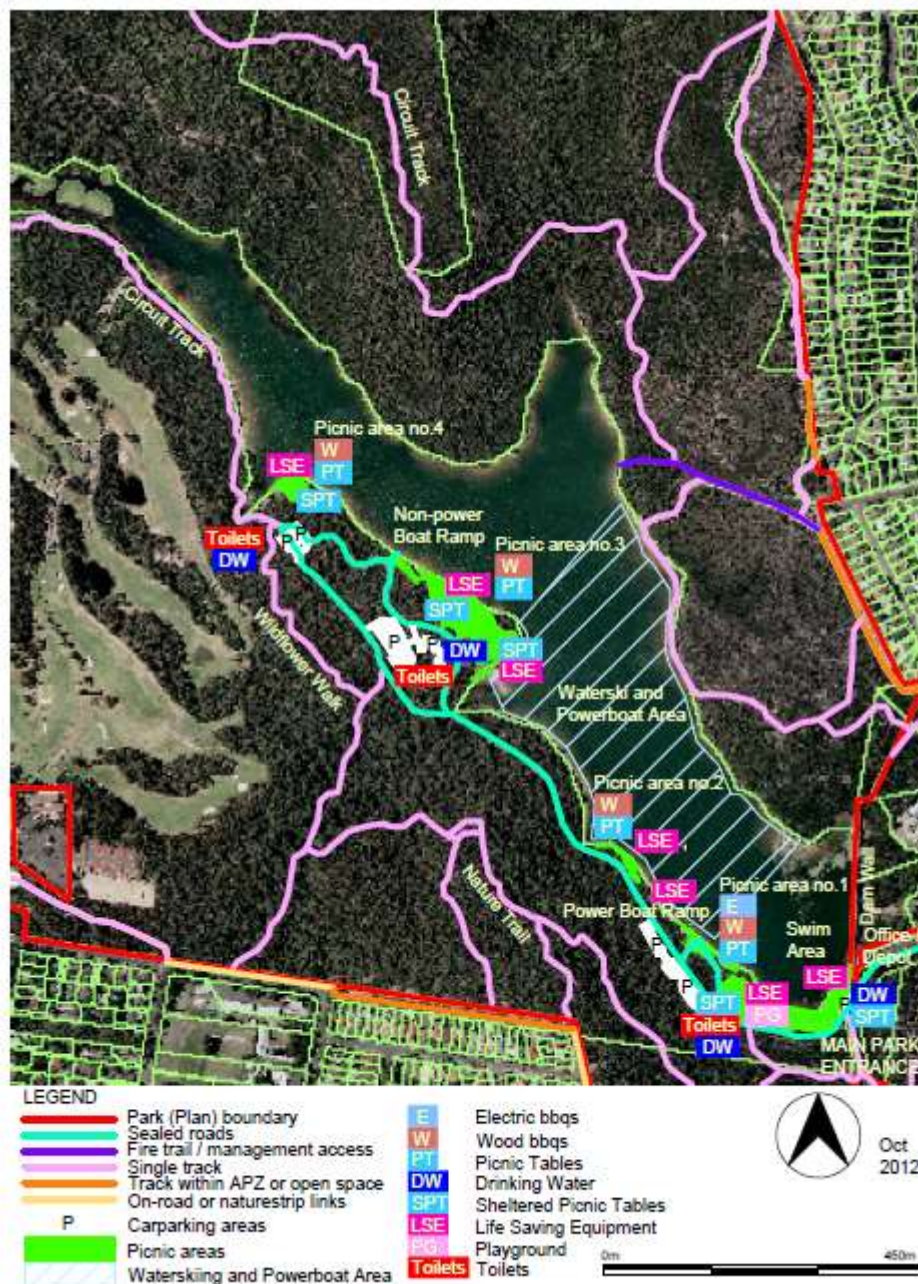 Circuit Track
Circuit Track
Picnic area no.4
W
LSE
PT
SPT
Non-power
Boat Ramp
Picnic area no.3
W
Toilets
DW
P
P
LSE
PT
SPT
Wildflower Walk
P
P
DW
SPT
Toilets
LSE
Waterski and
Powerboat Area
Picnic area no.2
W
PT
LSE
Nature Trail
LSE
Picnic area no.1
Power Boat Ramp
E
W
PT
Swim
Area
Dam Wall
Office
Depot
P
P
LSE
SPT
LSE
P
DW
PG
SPT
Toilets
DW
MAIN PARK
ENTRANCE
LEGEND
Park (Plan) boundary
Sealed roads
Fire trail / management access
Single track
Track within APZ or open space
On-road or naturestrip links
P Carparking areas
Picnic areas
Waterskiing and Powerboat Area
E Electric bbqs
W Wood bbqs
PT Picnic Tables
DW Drinking Water
SPT Sheltered Picnic Tables
LSE Life Saving Equipment
PG Playground
Toilets Toilets
Oct
2012
0m 450m